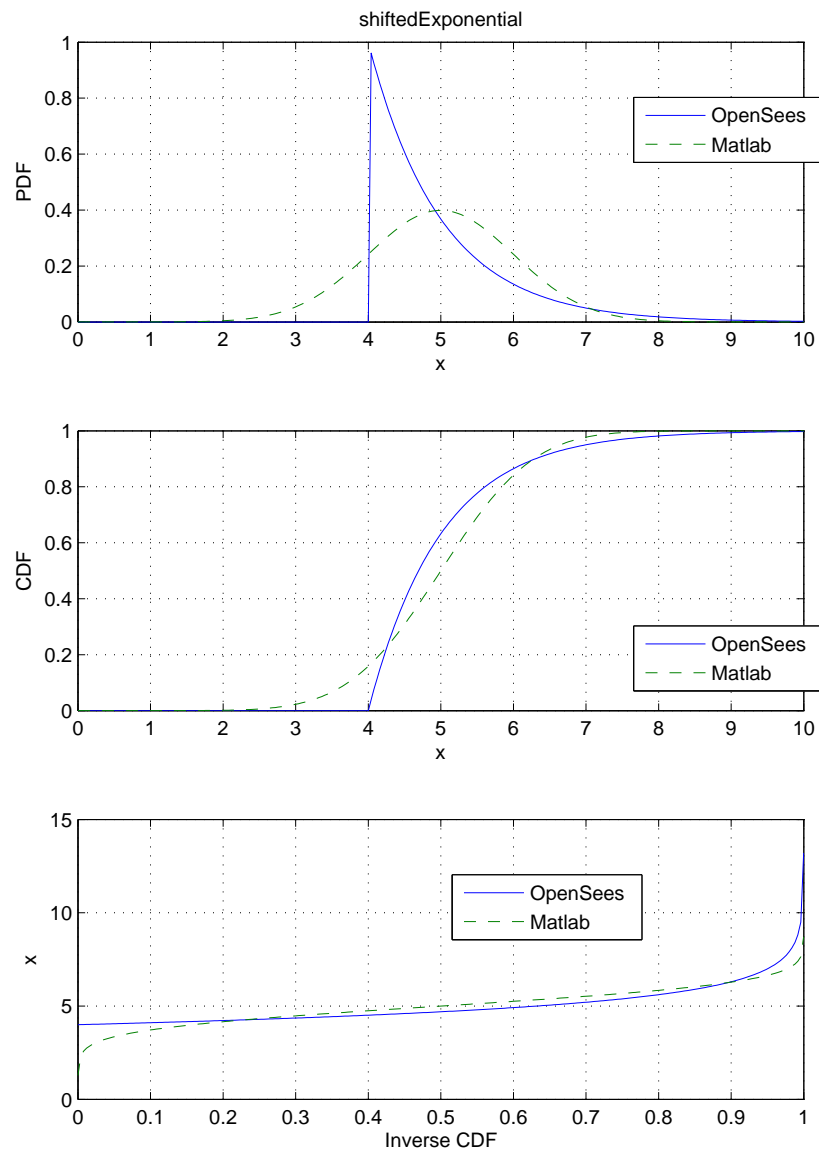 shiftedExponential
1
0.8
0.6
0.4
0.2
0
PDF
OpenSees
Matlab
0 1 2 3 4 5 6 7 8 9 10
x
1
0.8
0.6
0.4
0.2
0
CDF
OpenSees
Matlab
0 1 2 3 4 5 6 7 8 9 10
x
15
10
5
0
x
OpenSees
Matlab
0 0.1 0.2 0.3 0.4 0.5 0.6 0.7 0.8 0.9 1
Inverse CDF